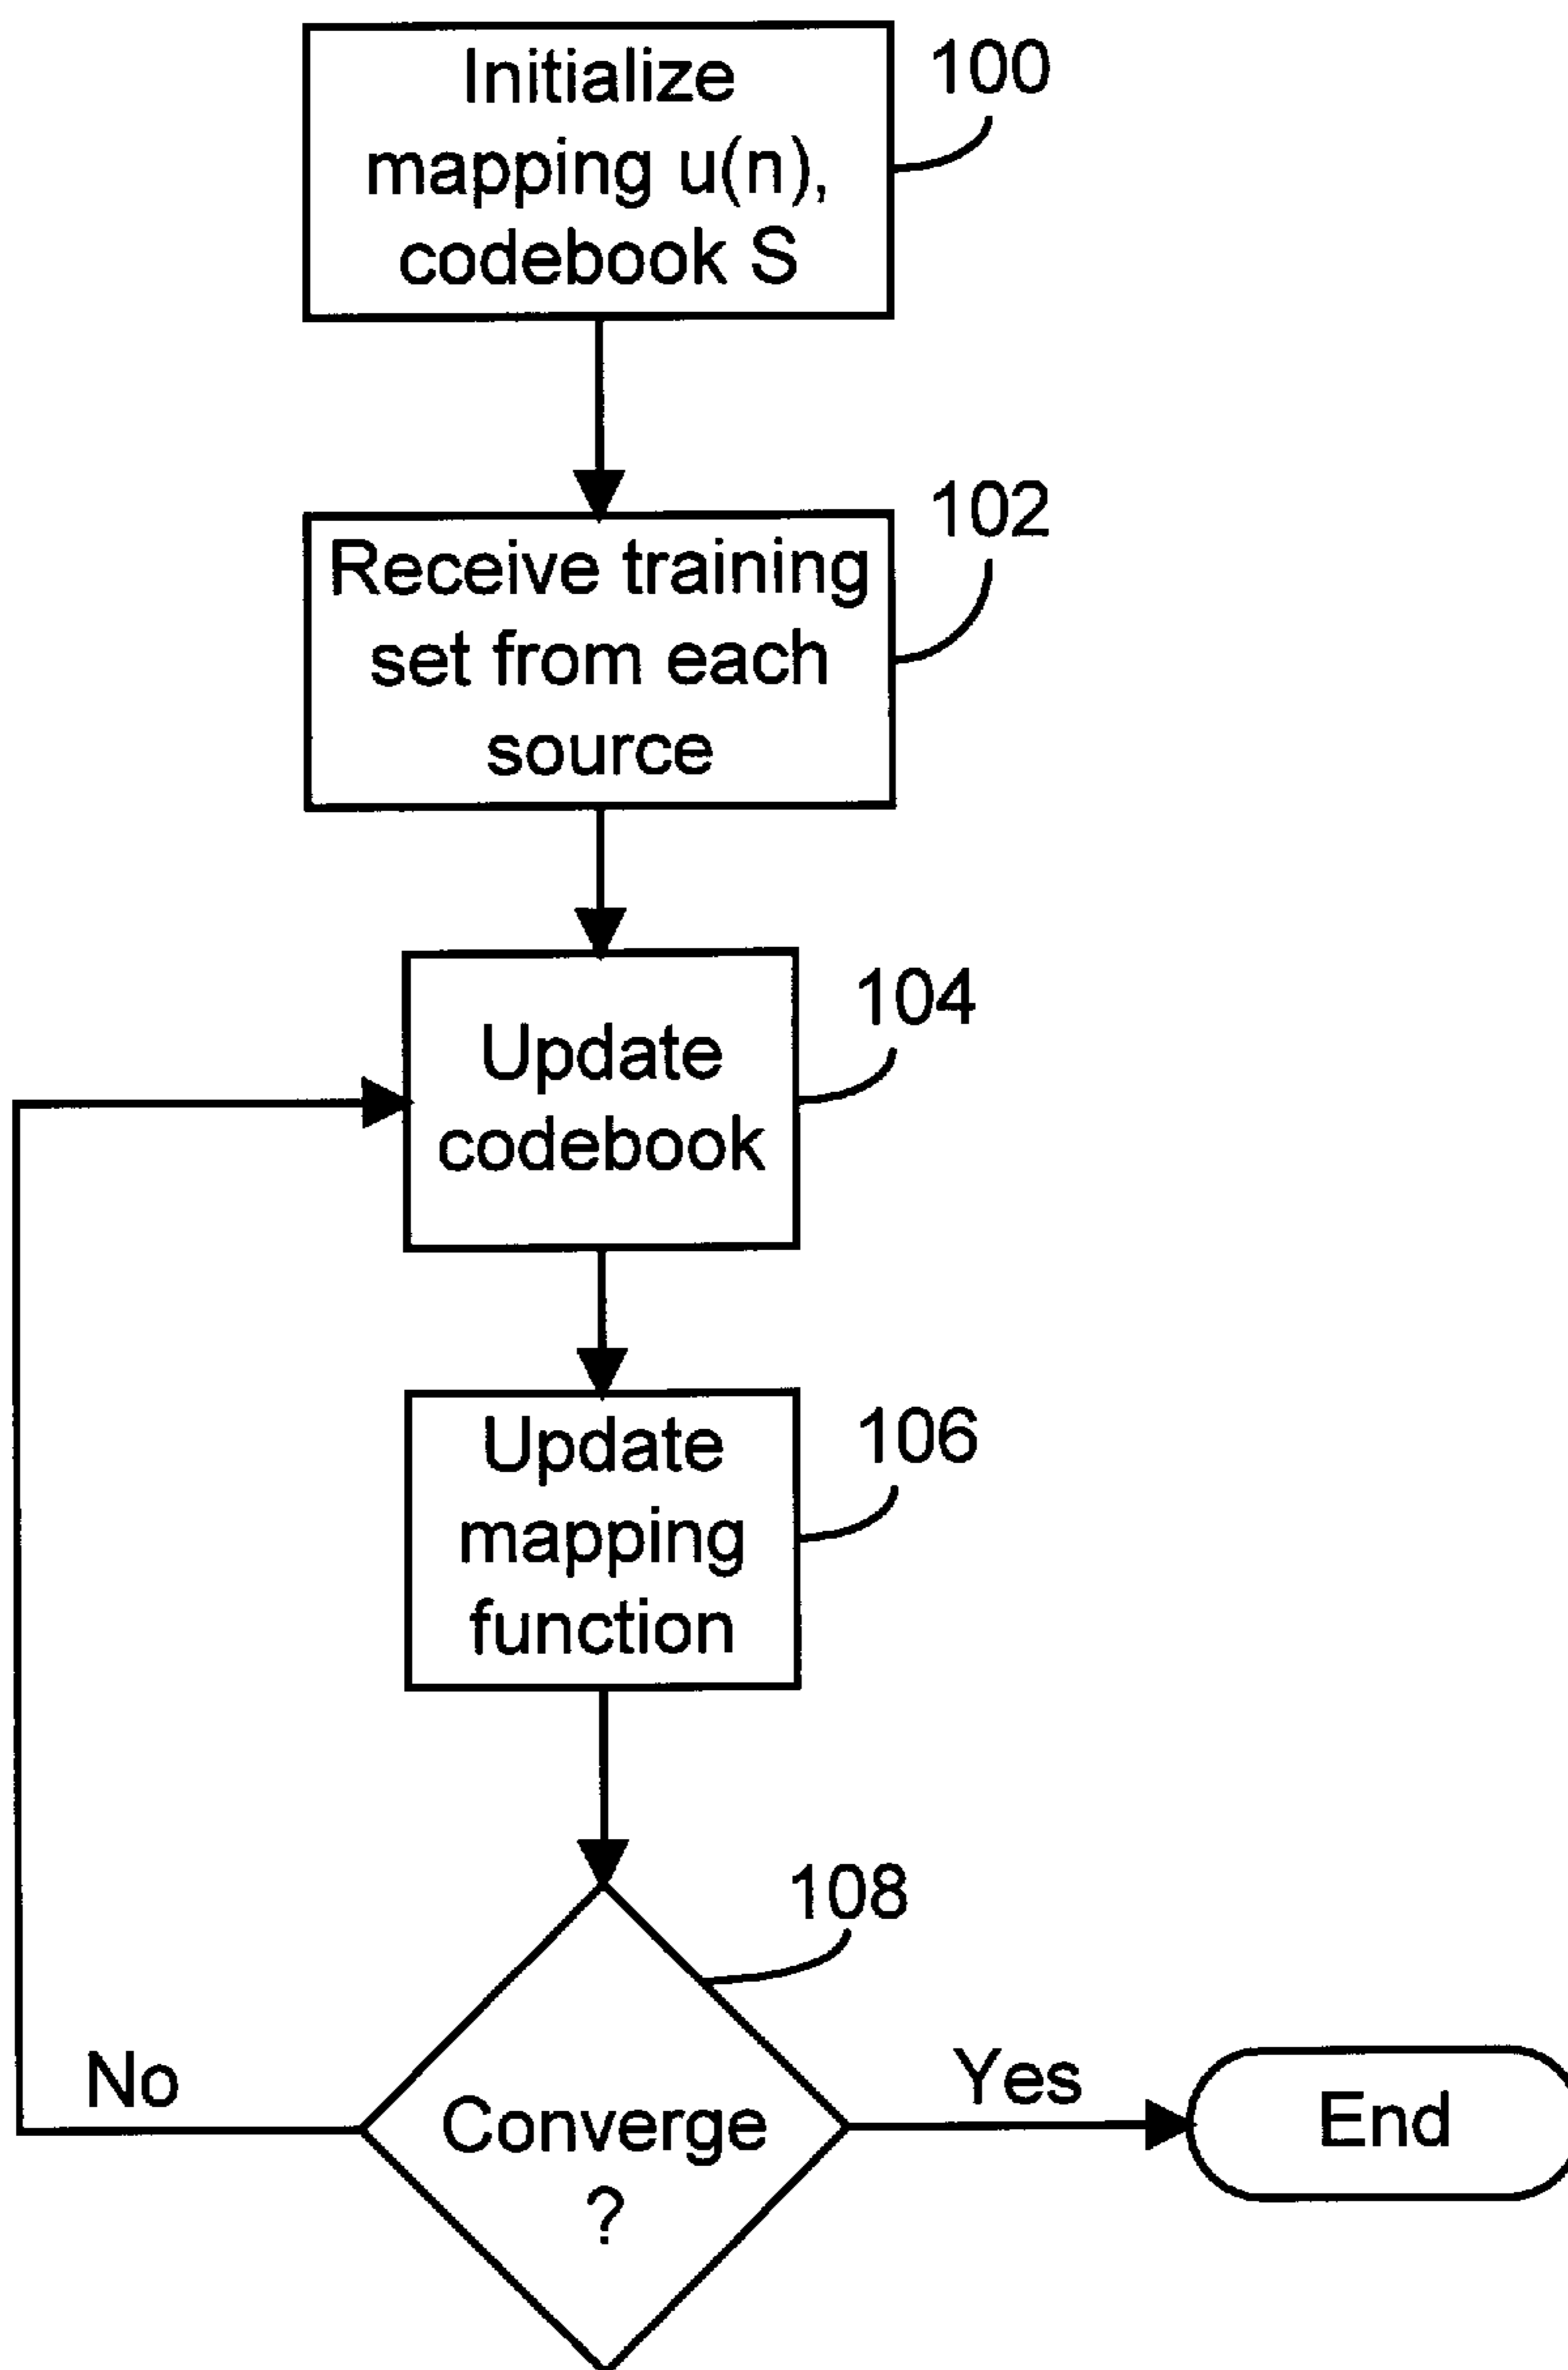 Initialize
mapping u(n),
codebook S
100
Receive training
set from each
source
102
Update
codebook
104
Update
mapping
function
106
Converge
?
108
No
Yes
End